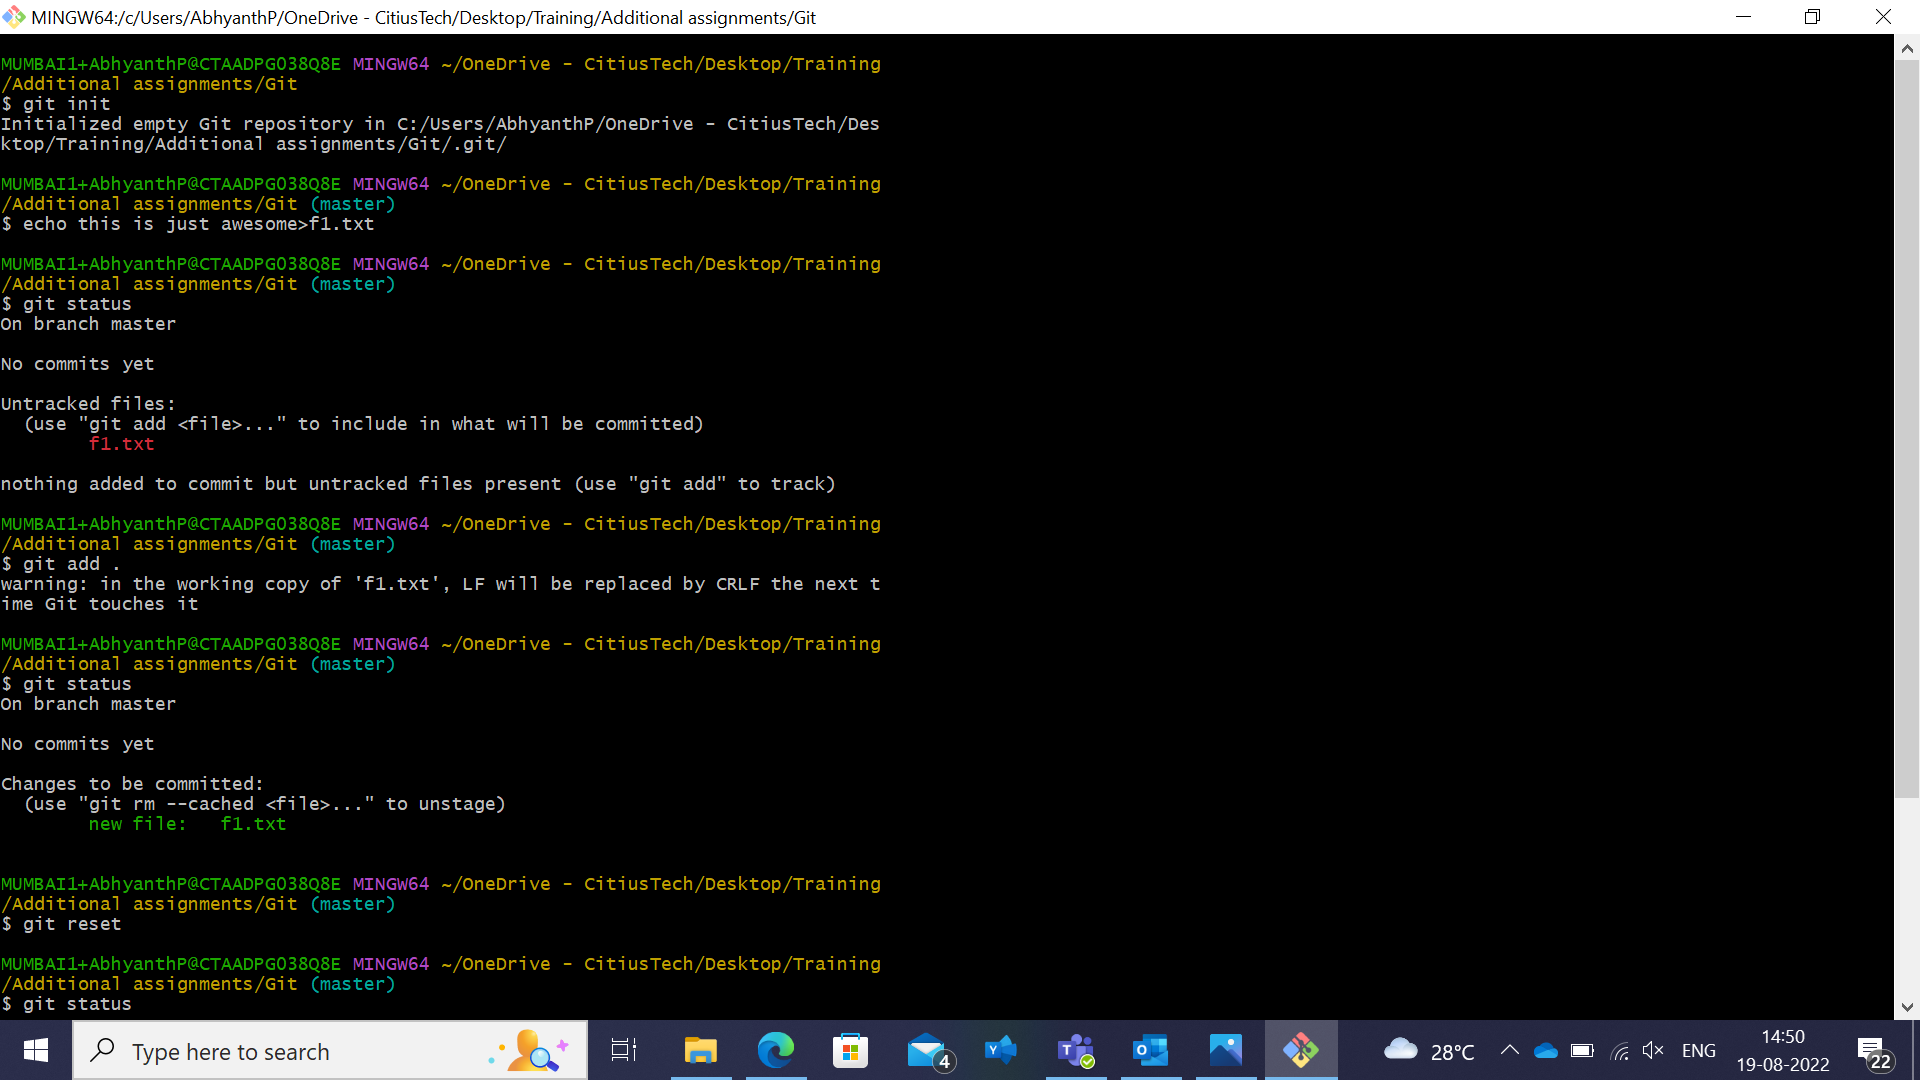 MINGW64:/c/Users/AbhyanthP/OneDrive - CitiusTech/Desktop/Training/Additional assignments/Git
MUMBAI1+AbhyanthP@CTAADPG038Q8E MINGW64 ~/OneDrive - CitiusTech/Desktop/Training
/Additional assignments/Git
$ git init
Initialized empty Git repository in C:/Users/AbhyanthP/OneDrive - CitiusTech/Des
ktop/Training/Additional assignments/Git/.git/
MUMBAI1+AbhyanthP@CTAADPG038Q8E MINGW64 ~/OneDrive - CitiusTech/Desktop/Training
/Additional assignments/Git (master)
$ echo this is just awesome>f1.txt
MUMBAI1+AbhyanthP@CTAADPG038Q8E MINGW64 ~/OneDrive - CitiusTech/Desktop/Training
/Additional assignments/Git (master)
$ git status
On branch master
No commits yet
Untracked files:
  (use "git add <file>..." to include in what will be committed)
        f1.txt
nothing added to commit but untracked files present (use "git add" to track)
MUMBAI1+AbhyanthP@CTAADPG038Q8E MINGW64 ~/OneDrive - CitiusTech/Desktop/Training
/Additional assignments/Git (master)
$ git add .
warning: in the working copy of 'f1.txt', LF will be replaced by CRLF the next t
ime Git touches it
MUMBAI1+AbhyanthP@CTAADPG038Q8E MINGW64 ~/OneDrive - CitiusTech/Desktop/Training
/Additional assignments/Git (master)
$ git status
On branch master
No commits yet
Changes to be committed:
  (use "git rm --cached <file>..." to unstage)
        new file:   f1.txt
MUMBAI1+AbhyanthP@CTAADPG038Q8E MINGW64 ~/OneDrive - CitiusTech/Desktop/Training
/Additional assignments/Git (master)
$ git reset
MUMBAI1+AbhyanthP@CTAADPG038Q8E MINGW64 ~/OneDrive - CitiusTech/Desktop/Training
/Additional assignments/Git (master)
$ git status
Type here to search
4
28°C
ENG
14:50
19-08-2022
22